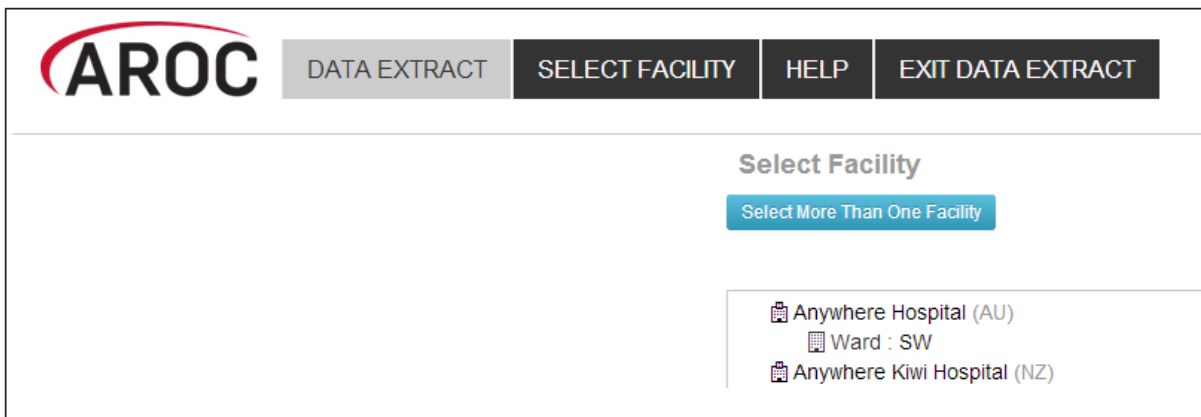 AROC DATA EXTRACT SELECT FACILITY HELP EXIT DATA EXTRACT
Select Facility
Select More Than One Facility
Anywhere Hospital (AU)
Ward : SW
Anywhere Kiwi Hospital (NZ)